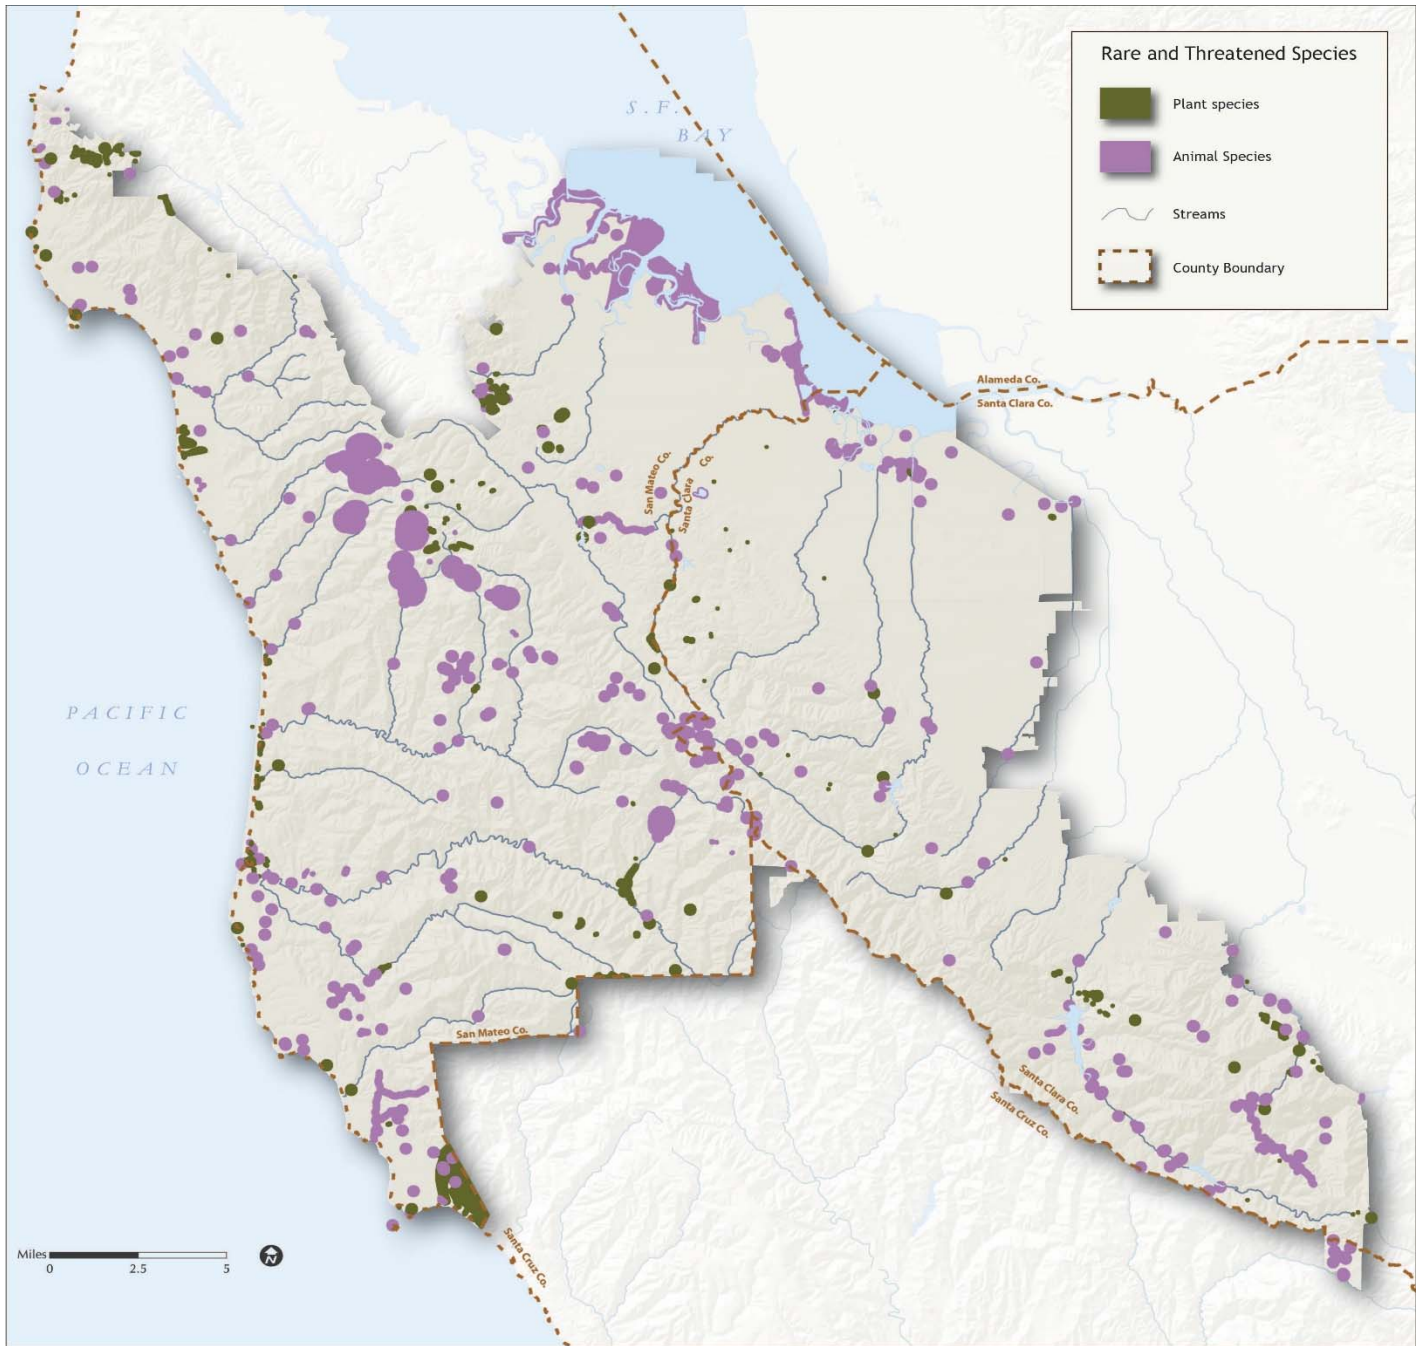 Rare and Threatened Species
Plant species
Animal Species
Streams
County Boundary
S.F.
BAY
Alameda Co.
Santa Clara Co.
San Mateo Co.
Santa Clara Co.
PACIFIC
OCEAN
San Mateo Co.
Santa Clara Co.
Santa Cruz Co.
Santa Cruz Co.
Miles
0 2.5 5
N